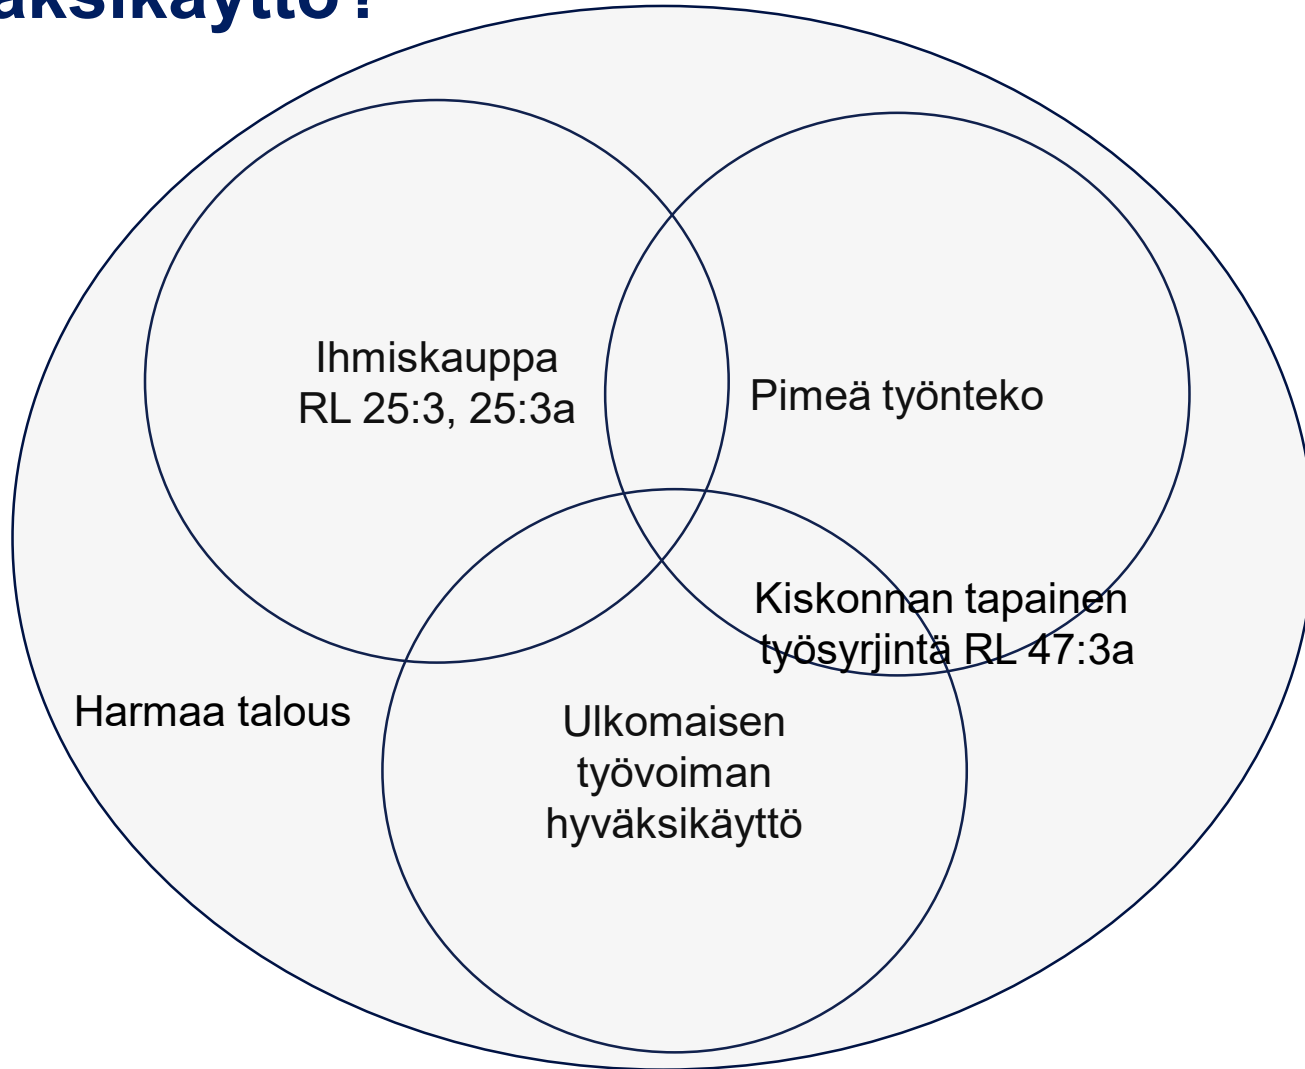 Ihmiskauppa
RL 25:3, 25:3a
Pimeä työnteko
Kiskonnan tapainen
työsyrjintä RL 47:3a
Harmaa talous
Ulkomaisen
työvoiman
hyväksikäyttö